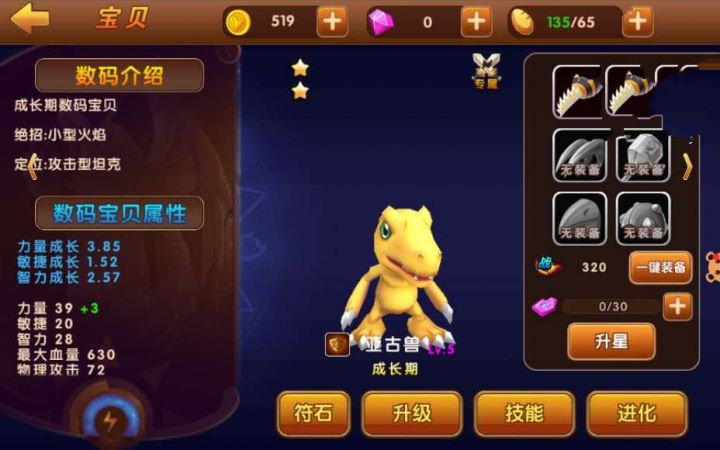 宝贝
519
0
135/65
数码介绍
成长期数码宝贝
绝招:小型火焰
定位:攻击型坦克
数码宝贝属性
力量成长 3.85
敏捷成长 1.52
智力成长 2.57
力量 39 +3
敏捷 20
智力 28
最大血量 630
物理攻击 72
专属
亚古兽 Lv:5
成长期
无装备
无装备
无装备
无装备
战 320
一键装备
0/30
升星
符石
升级
技能
进化